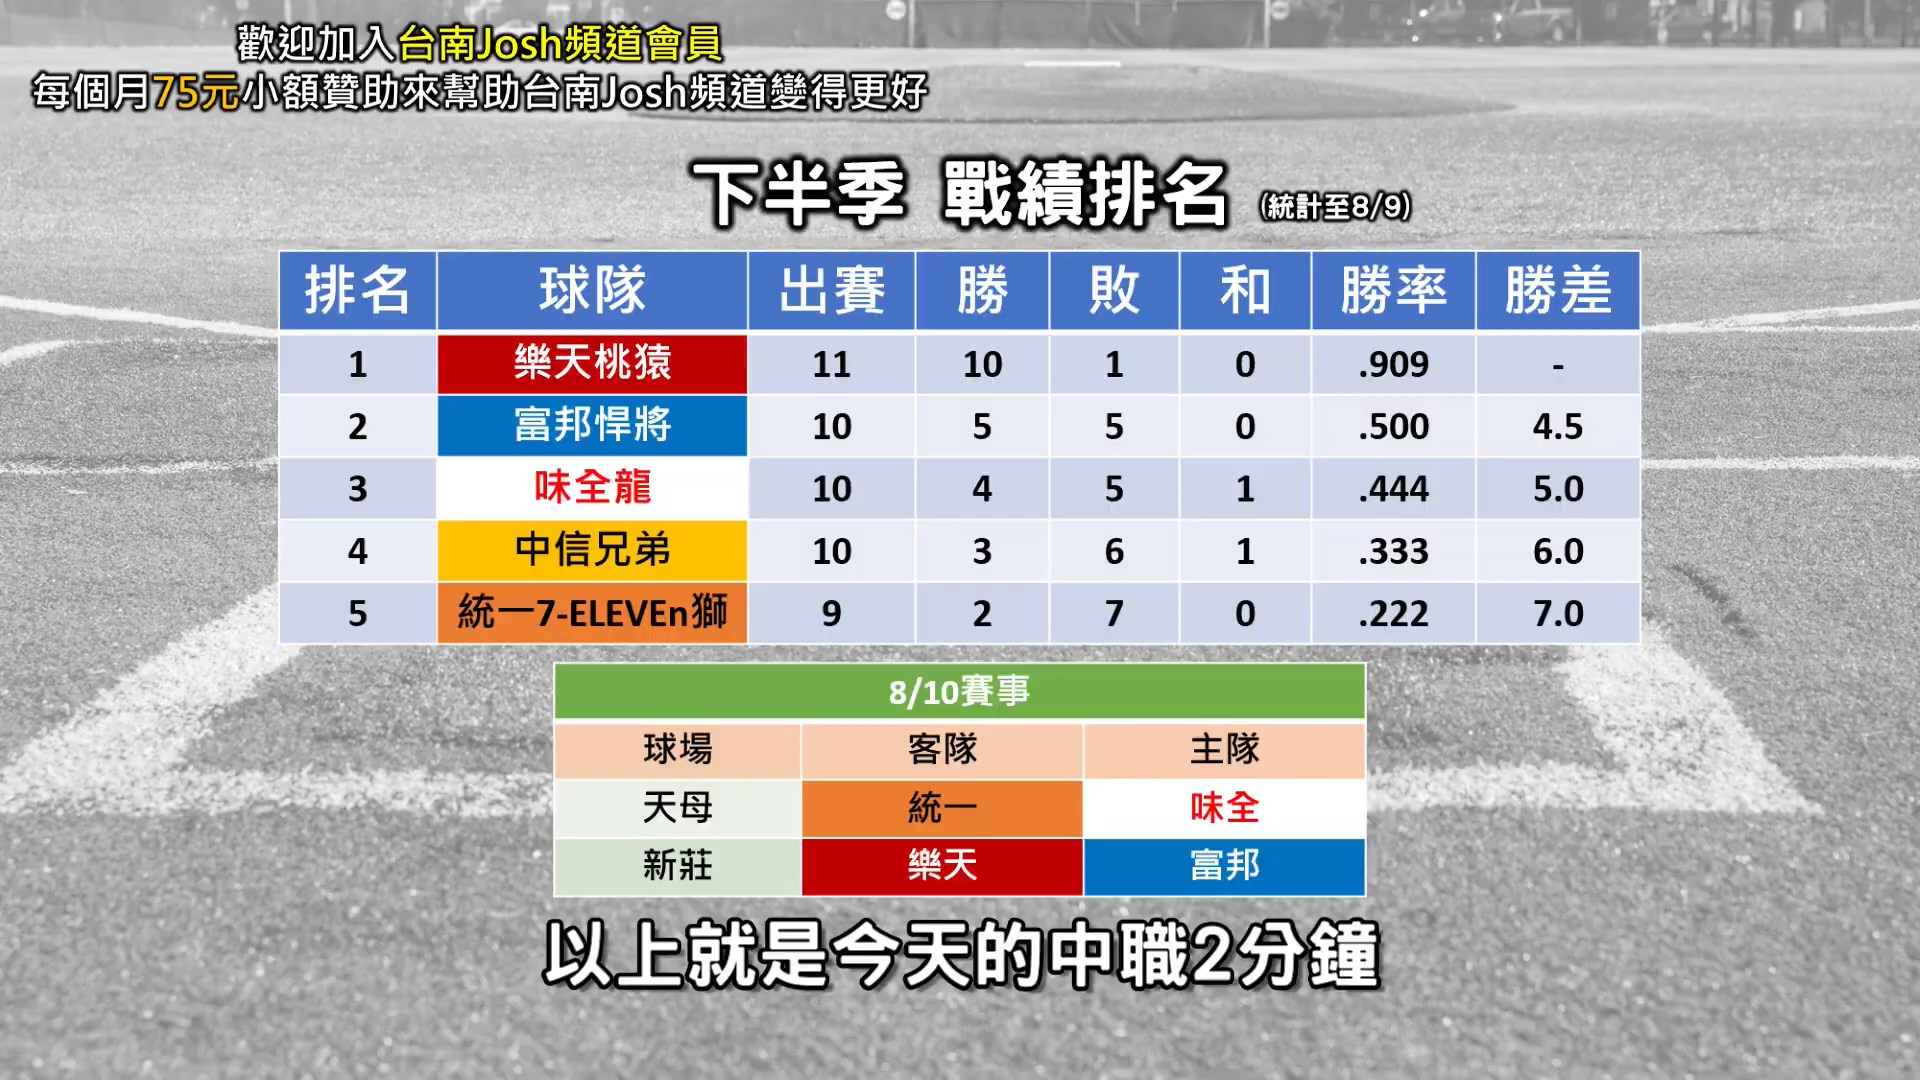 歡迎加入台南Josh頻道會員
每個月75元小額贊助來幫助台南Josh頻道變得更好
下半季 戰績排名 (統計至8/9)
排名 球隊 出賽 勝 敗 和 勝率 勝差
1 樂天桃猿 11 10 1 0 .909 -
2 富邦悍將 10 5 5 0 .500 4.5
3 味全龍 10 4 5 1 .444 5.0
4 中信兄弟 10 3 6 1 .333 6.0
5 統一7-ELEVEn獅 9 2 7 0 .222 7.0
8/10賽事
球場 客隊 主隊
天母 統一 味全
新莊 樂天 富邦
以上就是今天的中職2分鐘